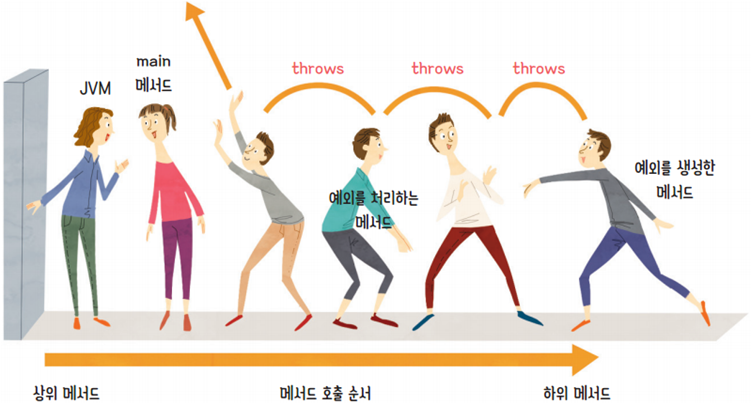 JVM
main
메서드
throws
throws
throws
예외를 처리하는
메서드
예외를 생성한
메서드
상위 메서드
메서드 호출 순서
하위 메서드